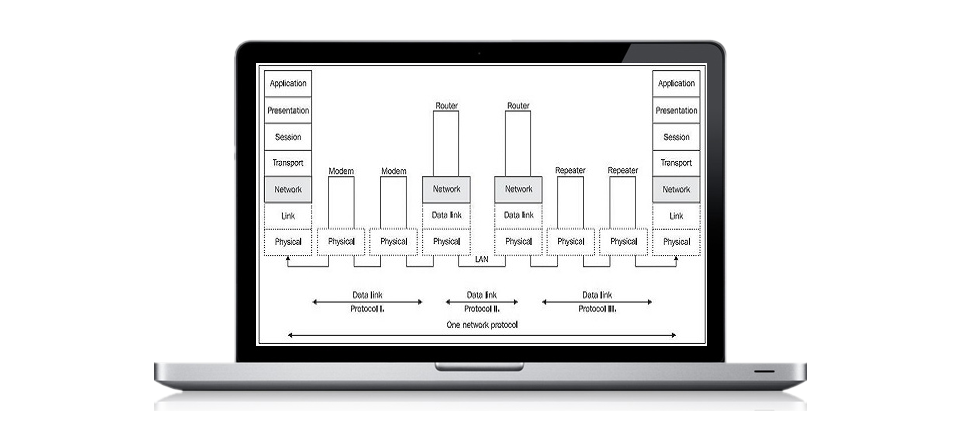 Application
Presentation
Session
Transport
Network
Link
Physical
Modem
Physical
Modem
Physical
Router
Network
Data link
Physical
Router
Network
Data link
Physical
Repeater
Physical
Repeater
Physical
Application
Presentation
Session
Transport
Network
Link
Physical
LAN
Data link
Protocol I.
Data link
Protocol II.
Data link
Protocol III.
One network protocol